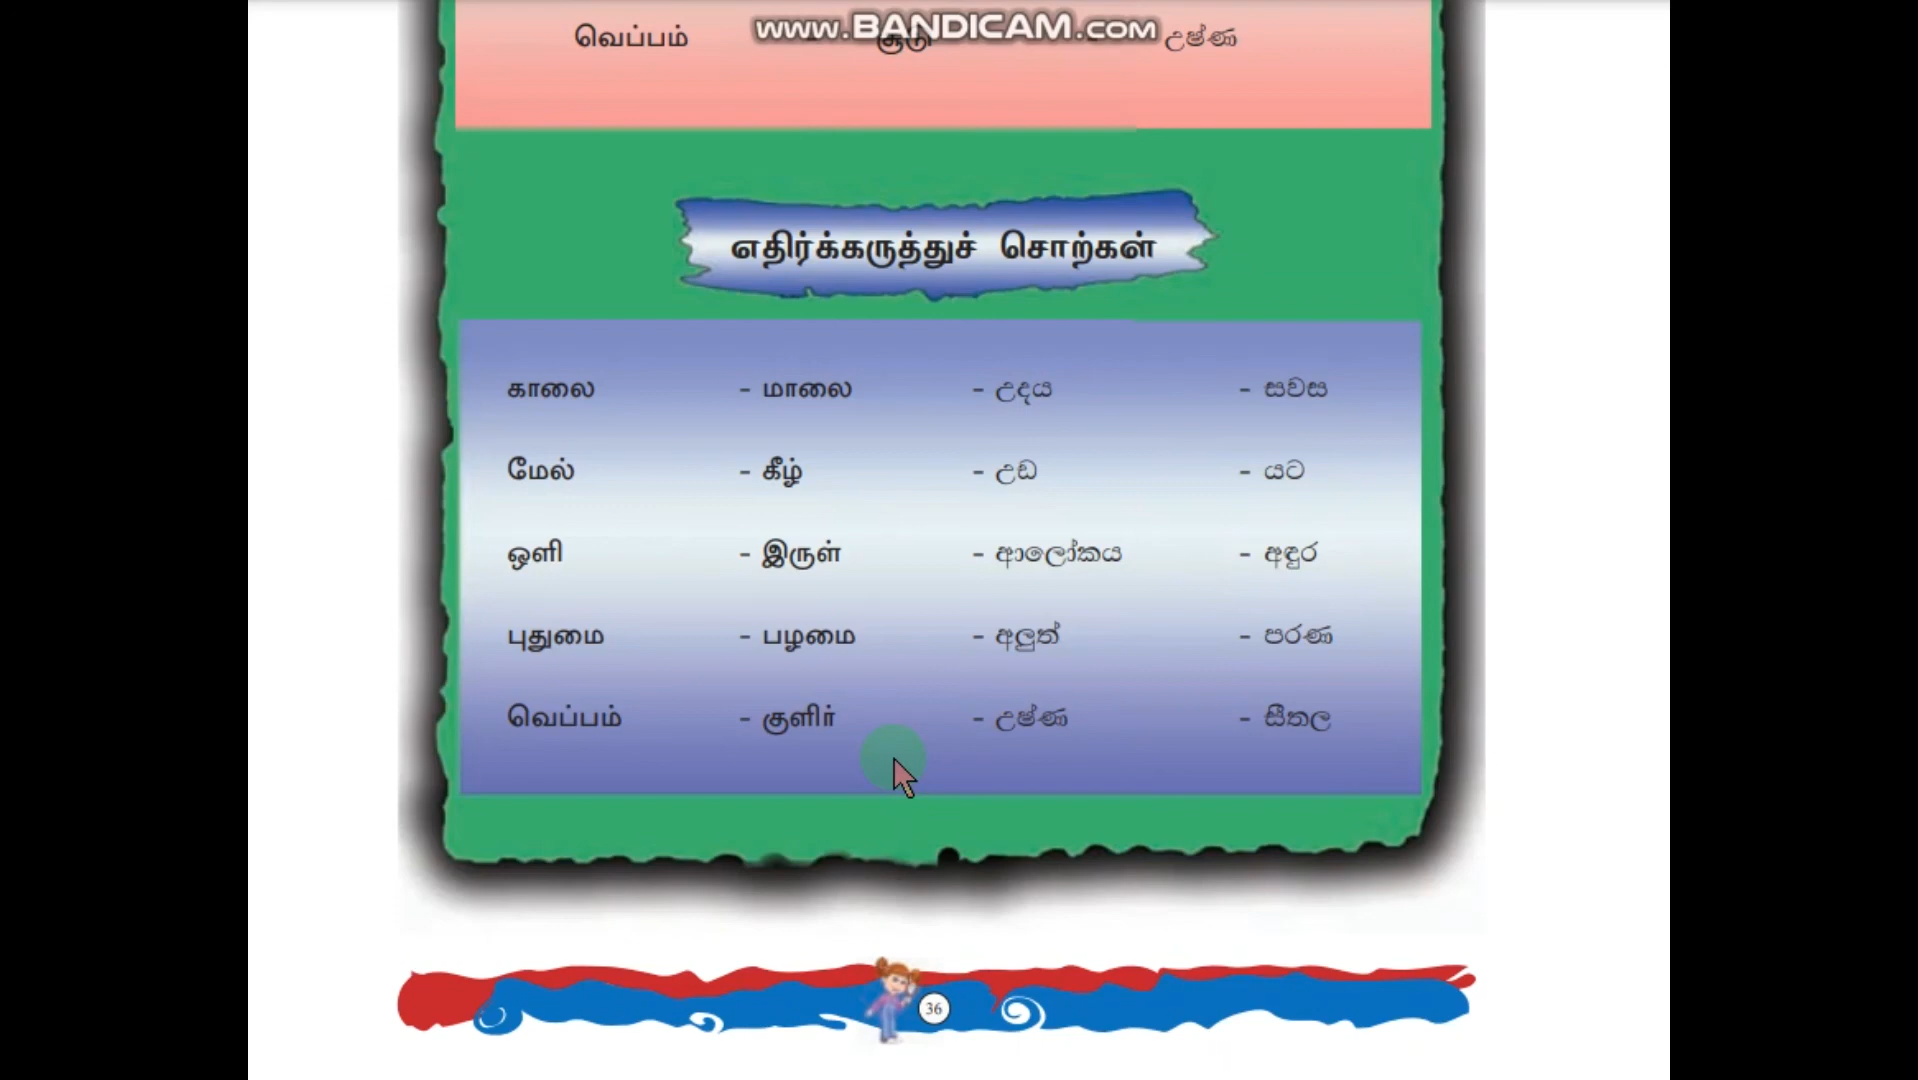 www.BANDICAM.com
வெப்பம் - சூடு - උෂ්ණ
எதிர்க்கருத்துச் சொற்கள்
காலை - மாலை - උදය - සවස
மேல் - கீழ் - උඩ - යට
ஒளி - இருள் - ආලෝකය - අඳුර
புதுமை - பழமை - අලුත් - පරණ
வெப்பம் - குளிர் - උෂ්ණ - සීතල
36